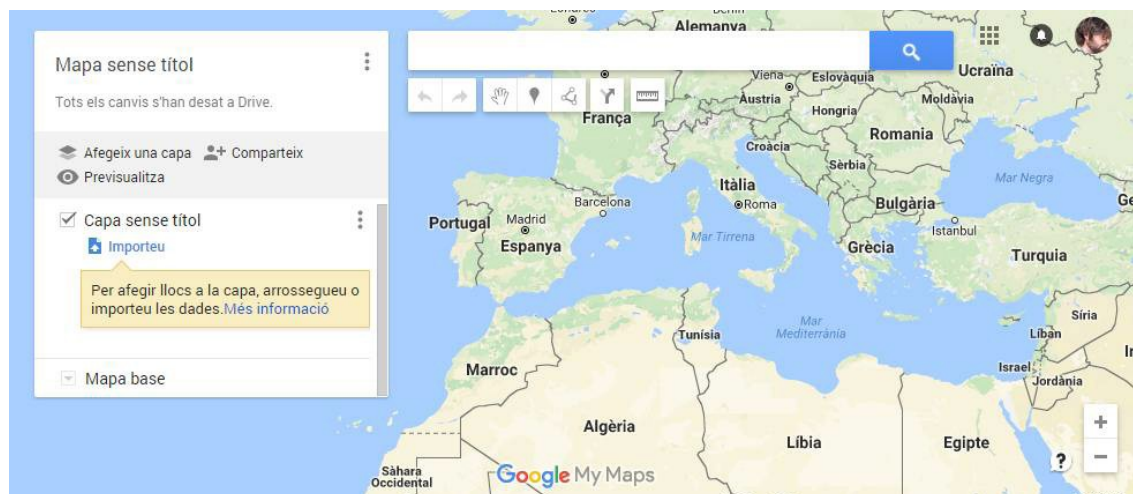 Mapa sense títol
Tots els canvis s'han desat a Drive.
Afegeix una capa Comparteix
Previsualitza
Capa sense títol
Importeu
Per afegir llocs a la capa, arrossegueu o
importeu les dades.Més informació
Mapa base
Alemanya
Ucraïna
Viena
Eslovàquia
Àustria
Hongria
Moldàvia
França
Romania
Croàcia
Sèrbia
Mar Negra
Itàlia
Barcelona
Roma
Bulgària
Portugal
Madrid
Istanbul
Espanya
Mar Tirrena
Grècia
Turquia
Síria
Mar
Mediterrània
Tunísia
Líban
Marroc
Israel
Jordània
Algèria
Líbia
Egipte
Sàhara
Occidental
Google My Maps
+
?
−